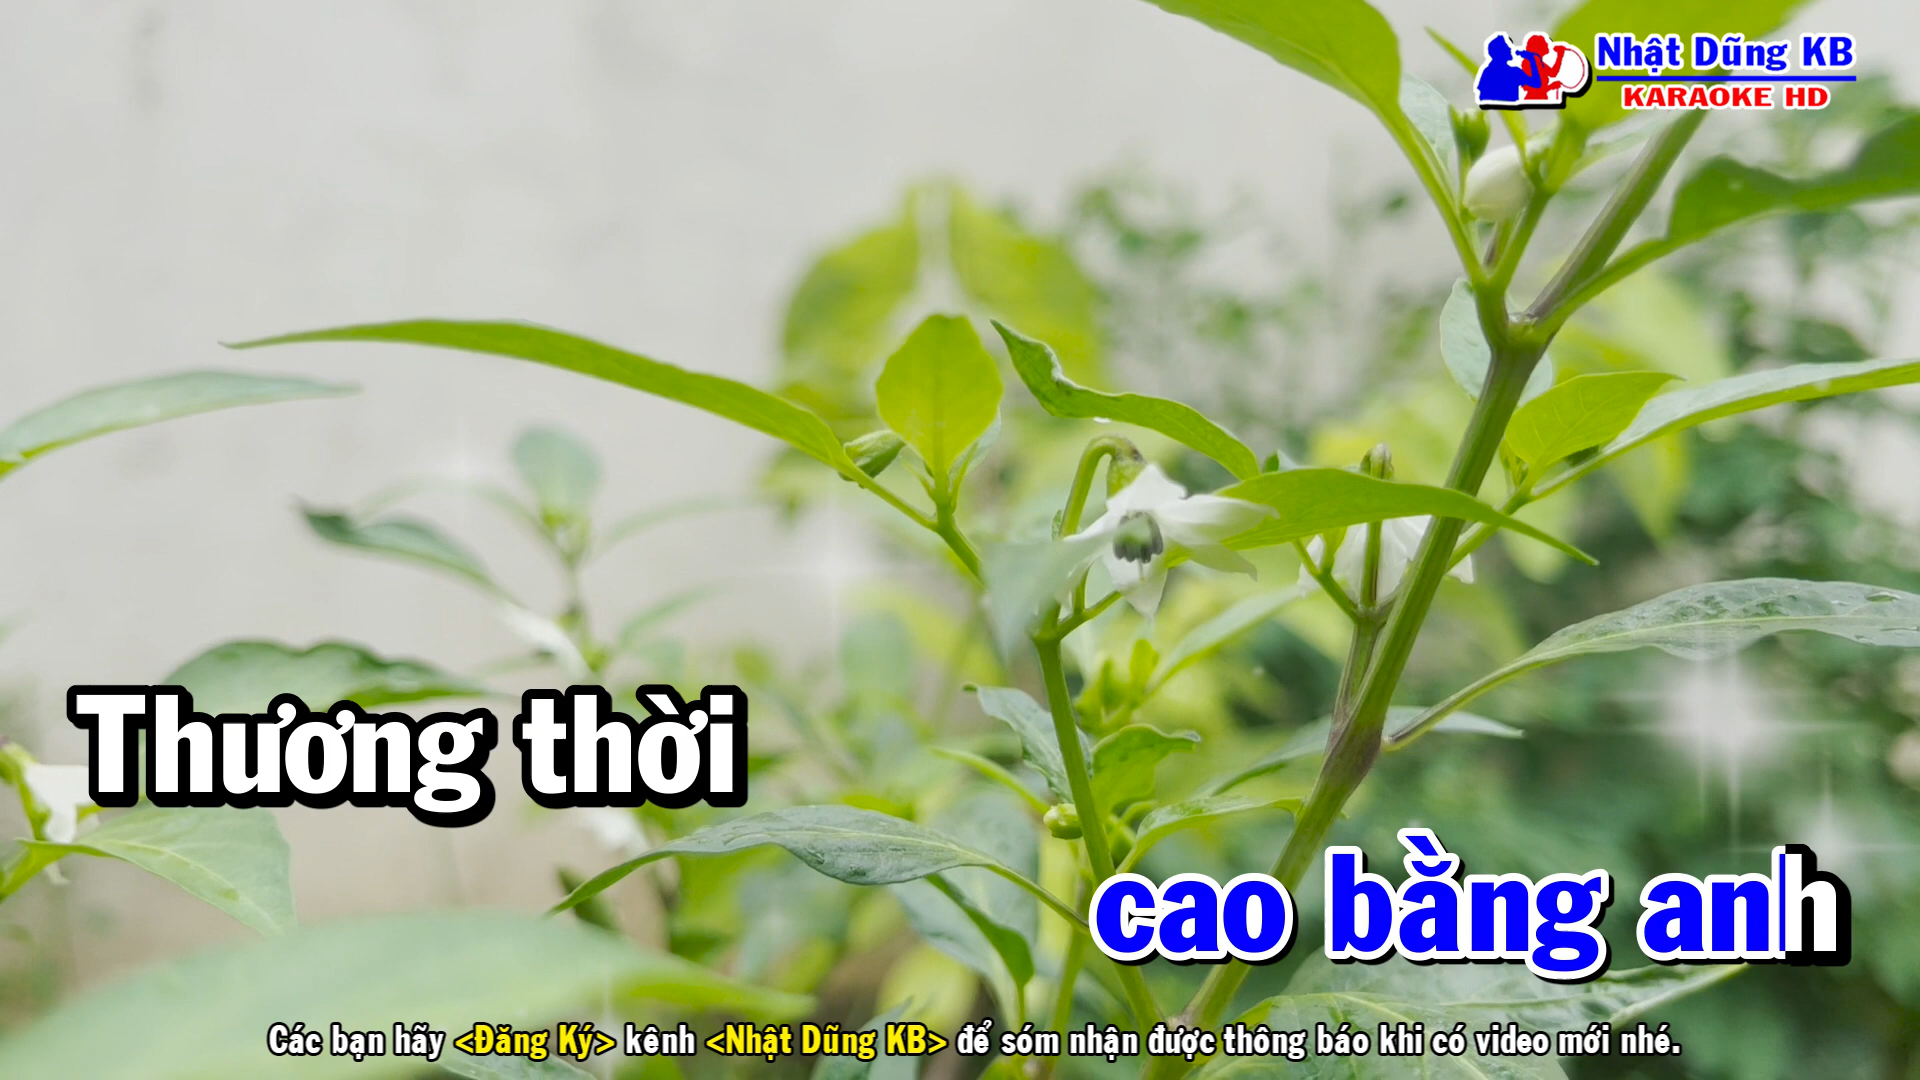 Nhật Dũng KB
KARAOKE HD
Thương thời
cao bằng anh
Các bạn hãy <Đăng Ký> kênh <Nhật Dũng KB> để sóm nhận được thông báo khi có video mới nhé.